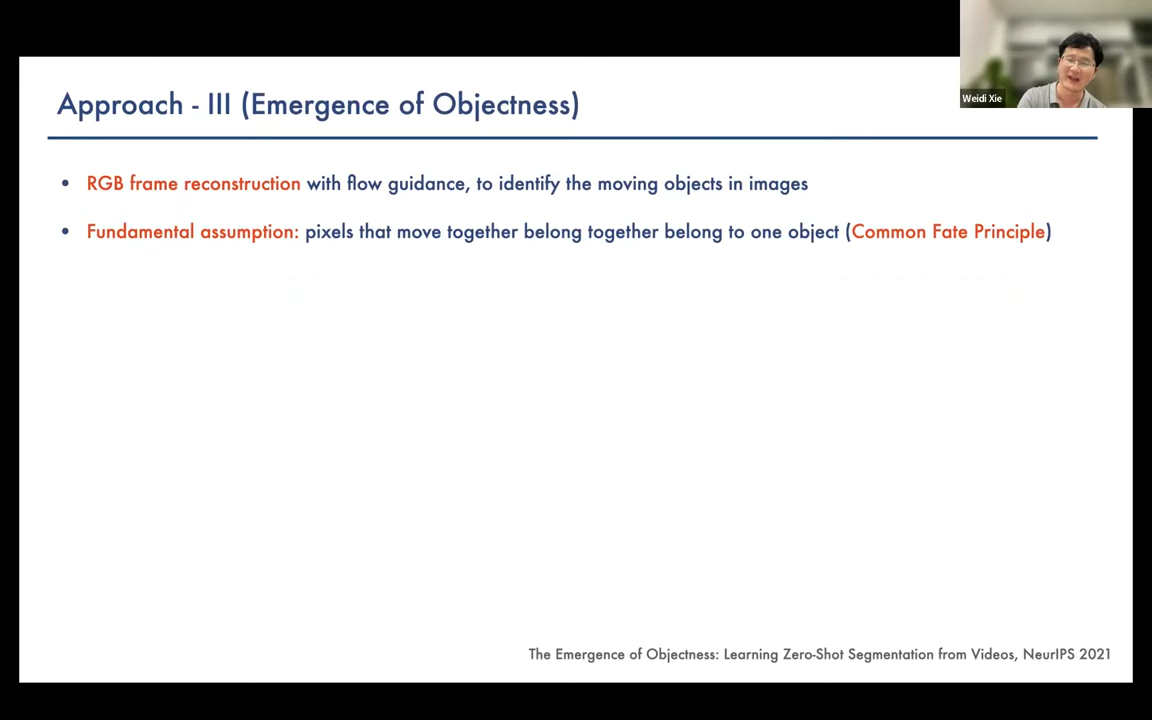 Approach - III (Emergence of Objectness)
Weidi Xie
• RGB frame reconstruction with flow guidance, to identify the moving objects in images
• Fundamental assumption: pixels that move together belong together belong to one object (Common Fate Principle)
The Emergence of Objectness: Learning Zero-Shot Segmentation from Videos, NeurIPS 2021